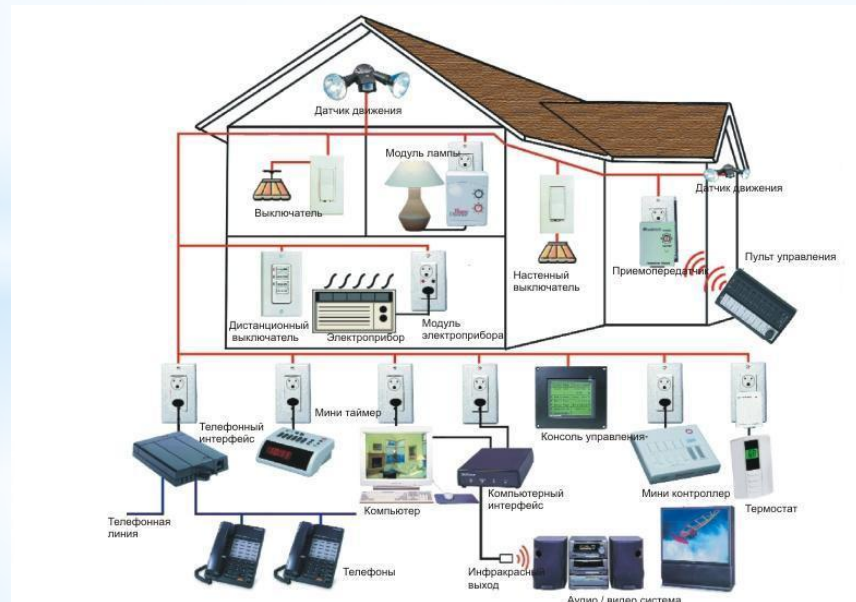 Датчик движения
Модуль лампы
Датчик движения
Выключатель
Настенный
выключатель
Приемопередатчик
Пульт управления
Дистанционный
выключатель
Электроприбор
Модуль
электроприбора
Телефонный
интерфейс
Мини таймер
Консоль управления
Компьютер
Компьютерный
интерфейс
Мини контроллер
Термостат
Телефонная
линия
Телефоны
Инфракрасный
выход
Аудио / видео система